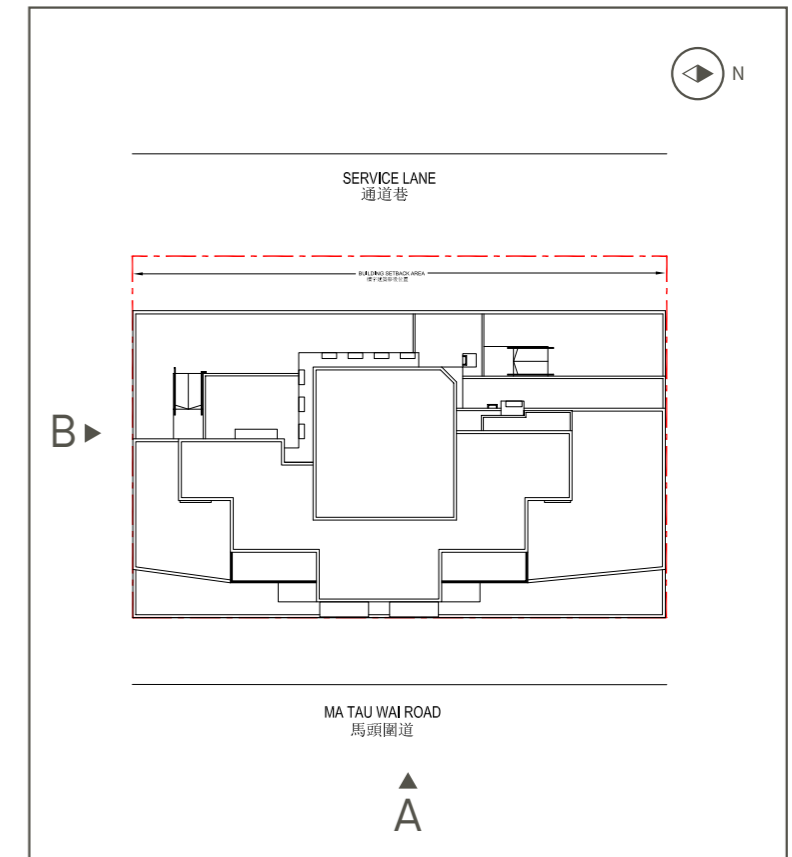 N
SERVICE LANE
通道巷
BUILDING SETBACK AREA
B
MA TAU WAI ROAD
馬頭圍道
A